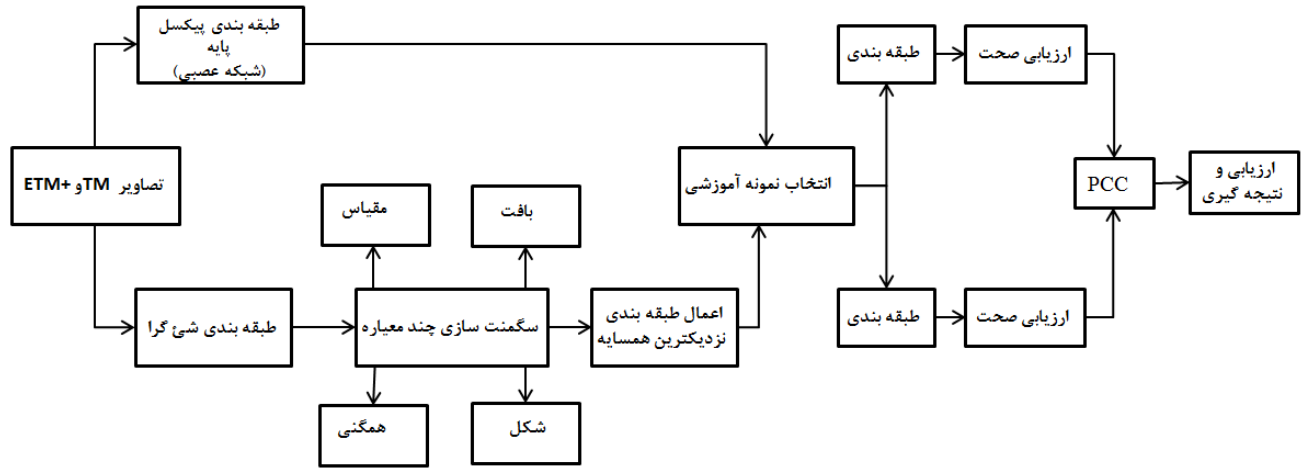 طبقه بندی پیکسل
پایه
(شبکه عصبی)
تصاویر TMو ETM+
طبقه بندی شئ گرا
مقیاس
بافت
سگمنت سازی چند معیاره
همگنی
شکل
اعمال طبقه بندی
نزدیکترین همسایه
انتخاب نمونه آموزشی
طبقه بندی
ارزیابی صحت
طبقه بندی
ارزیابی صحت
PCC
ارزیابی و
نتیجه گیری